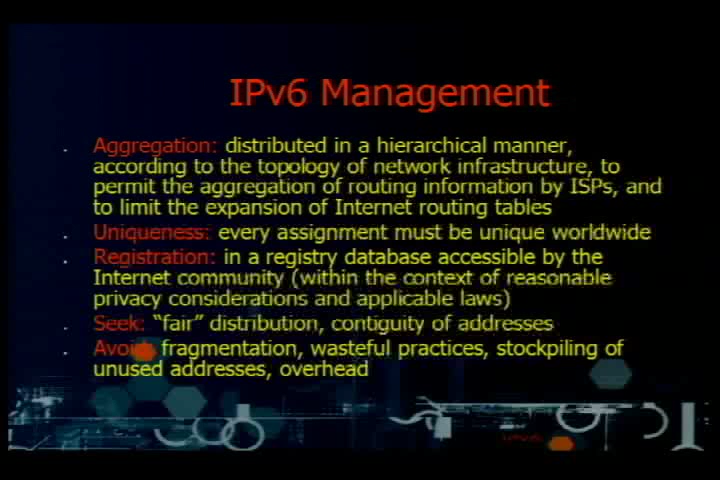 IPv6 Management
Aggregation: distributed in a hierarchical manner,
according to the topology of network infrastructure, to
permit the aggregation of routing information by ISPs, and
to limit the expansion of Internet routing tables
Uniqueness: every assignment must be unique worldwide
Registration: in a registry database accessible by the
Internet community (within the context of reasonable
privacy considerations and applicable laws)
Seek: “fair” distribution, contiguity of addresses
Avoid: fragmentation, wasteful practices, stockpiling of
unused addresses, overhead